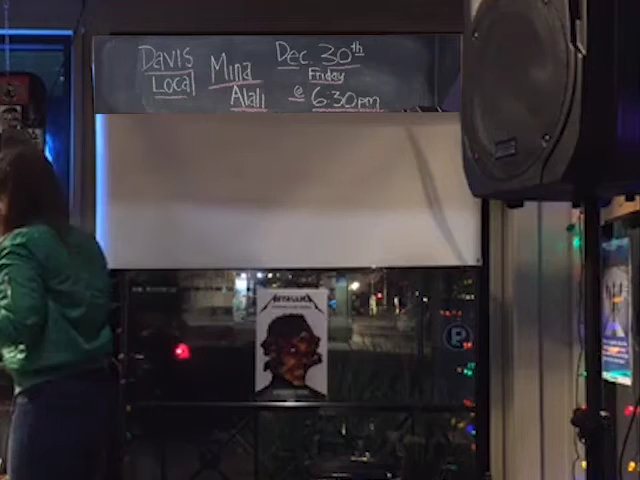 Davis
Local
Mina
Alali
Dec. 30th
Friday
@ 6:30pm
METALLICA
P